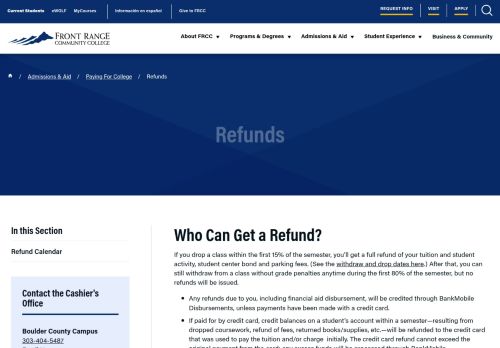 Current Students eWOLF MyCourses Información en español Give to FRCC REQUEST INFO VISIT APPLY
FRONT RANGE
COMMUNITY COLLEGE
About FRCC Programs & Degrees Admissions & Aid Student Experience Business & Community
/ Admissions & Aid / Paying For College / Refunds
Refunds
In this Section
Refund Calendar
Contact the Cashier's
Office
Boulder County Campus
303-404-5487
Who Can Get a Refund?
If you drop a class within the first 15% of the semester, you'll get a full refund of your tuition and student
activity, student center bond and parking fees. (See the withdraw and drop dates here.) After that, you can
still withdraw from a class without grade penalties anytime during the first 80% of the semester, but no
refunds will be issued.
• Any refunds due to you, including financial aid disbursement, will be credited through BankMobile
Disbursements, unless payments have been made with a credit card.
• If paid for by credit card, credit balances on a student's account within a semester—resulting from
dropped coursework, refund of fees, returned books/supplies, etc.—will be refunded to the credit card
that was used to pay the tuition and/or charge initially. The credit card refund cannot exceed the